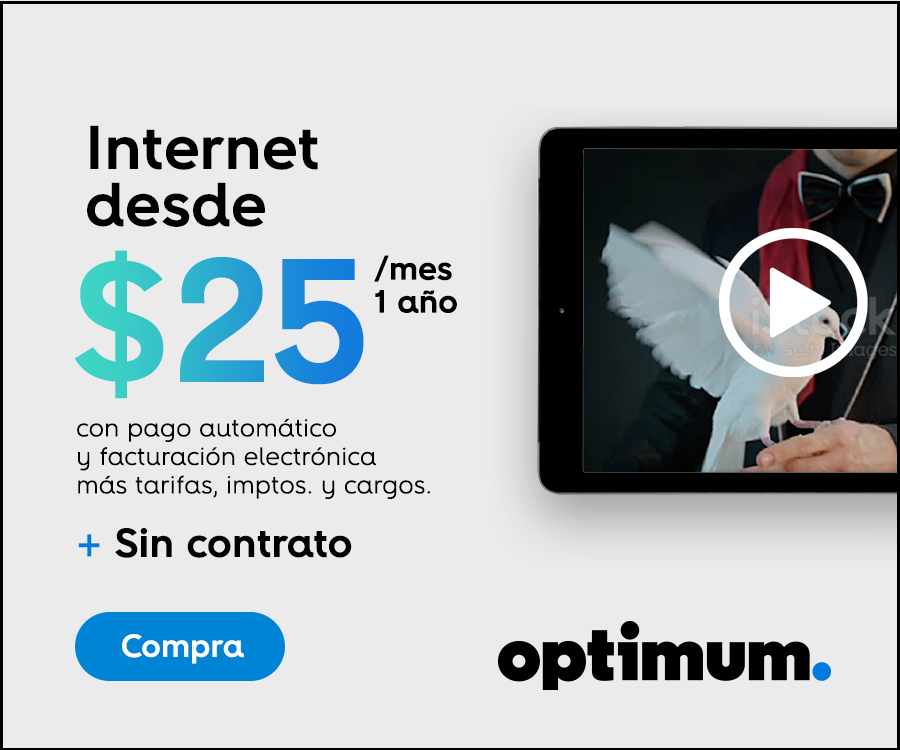 Internet
desde
$25
/mes
1 año
con pago automático
y facturación electrónica
más tarifas, imptos. y cargos.
+ Sin contrato
Compra
optimum.